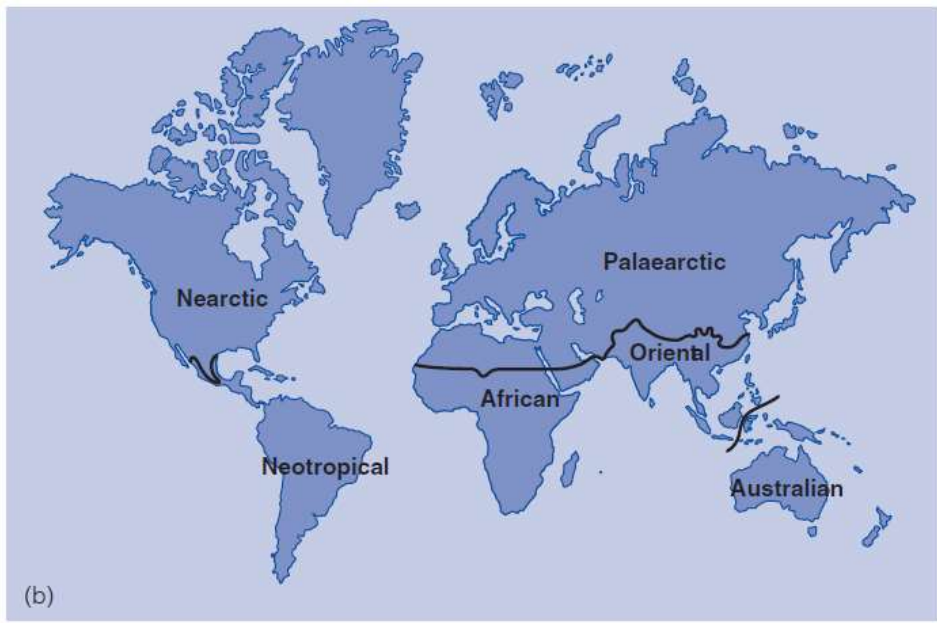 Palaearctic
Nearctic
Oriental
African
Neotropical
Australian
(b)